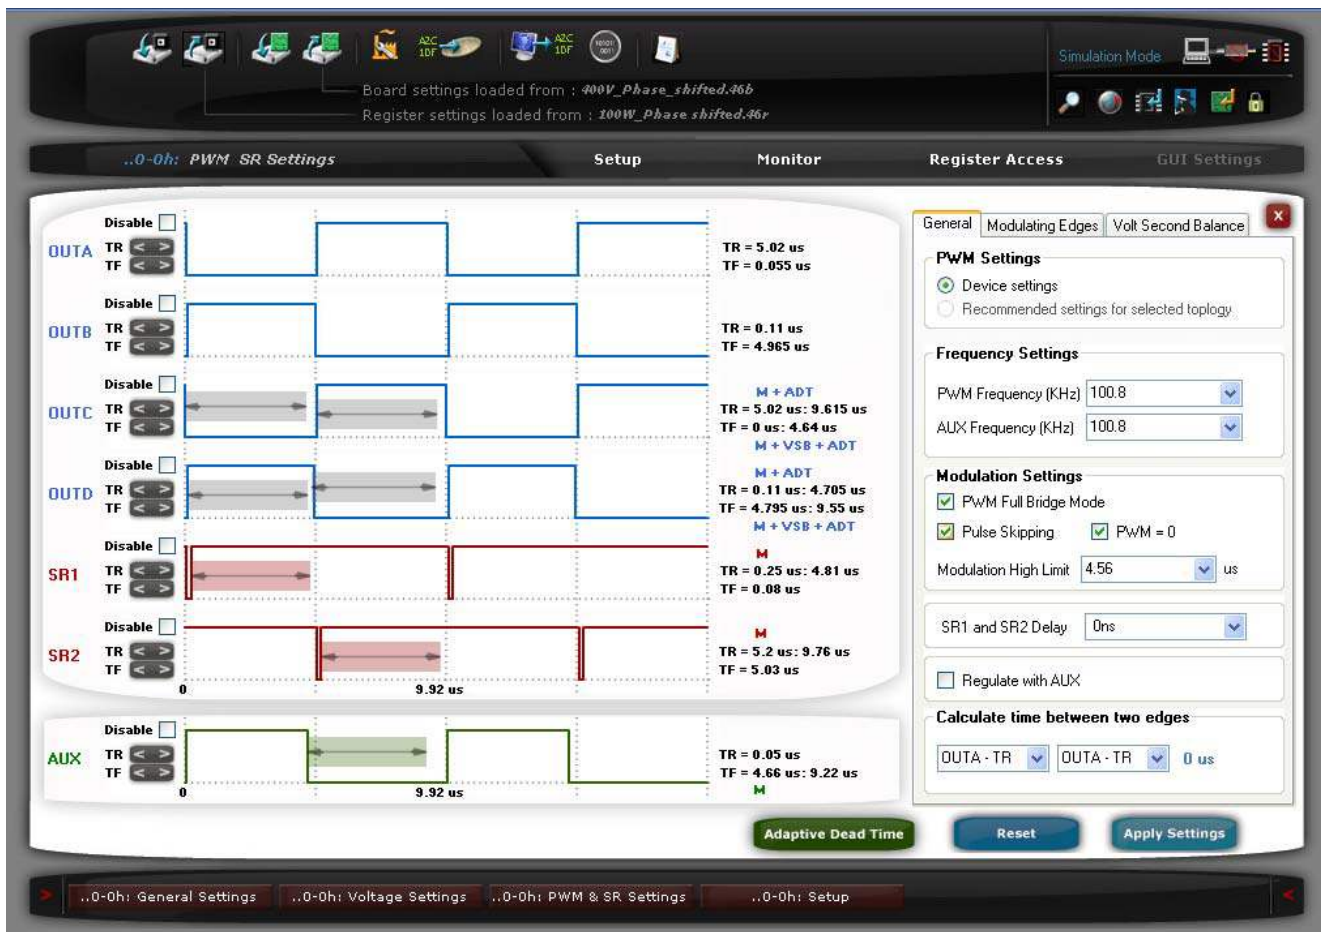 A2C
1DF
A2C
1DF
10101
0011
Simulation Mode
Board settings loaded from : 400V_Phase_shifted.46b
Register settings loaded from : 100W_Phase shifted.46r
..0-0h: PWM SR Settings
Setup
Monitor
Register Access
GUI Settings
Disable
OUTA
TR < >
TF < >
TR = 5.02 us
TF = 0.055 us
Disable
OUTB
TR < >
TF < >
TR = 0.11 us
TF = 4.965 us
Disable
OUTC
TR < >
TF < >
M + ADT
TR = 5.02 us: 9.615 us
TF = 0 us: 4.64 us
M + VSB + ADT
Disable
OUTD
TR < >
TF < >
M + ADT
TR = 0.11 us: 4.705 us
TF = 4.795 us: 9.55 us
M + VSB + ADT
Disable
SR1
TR < >
TF < >
M
TR = 0.25 us: 4.81 us
TF = 0.08 us
Disable
SR2
TR < >
TF < >
M
TR = 5.2 us: 9.76 us
TF = 5.03 us
0
9.92 us
Disable
AUX
TR < >
TF < >
TR = 0.05 us
TF = 4.66 us: 9.22 us
M
0
9.92 us
General
Modulating Edges
Volt Second Balance
x
PWM Settings
Device settings
Recommended settings for selected toplogy
Frequency Settings
PWM Frequency (KHz) 100.8
AUX Frequency (KHz) 100.8
Modulation Settings
PWM Full Bridge Mode
Pulse Skipping
PWM = 0
Modulation High Limit 4.56 us
SR1 and SR2 Delay 0ns
Regulate with AUX
Calculate time between two edges
OUTA - TR
OUTA - TR
0 us
Adaptive Dead Time
Reset
Apply Settings
>
..0-0h: General Settings
..0-0h: Voltage Settings
..0-0h: PWM & SR Settings
..0-0h: Setup
<